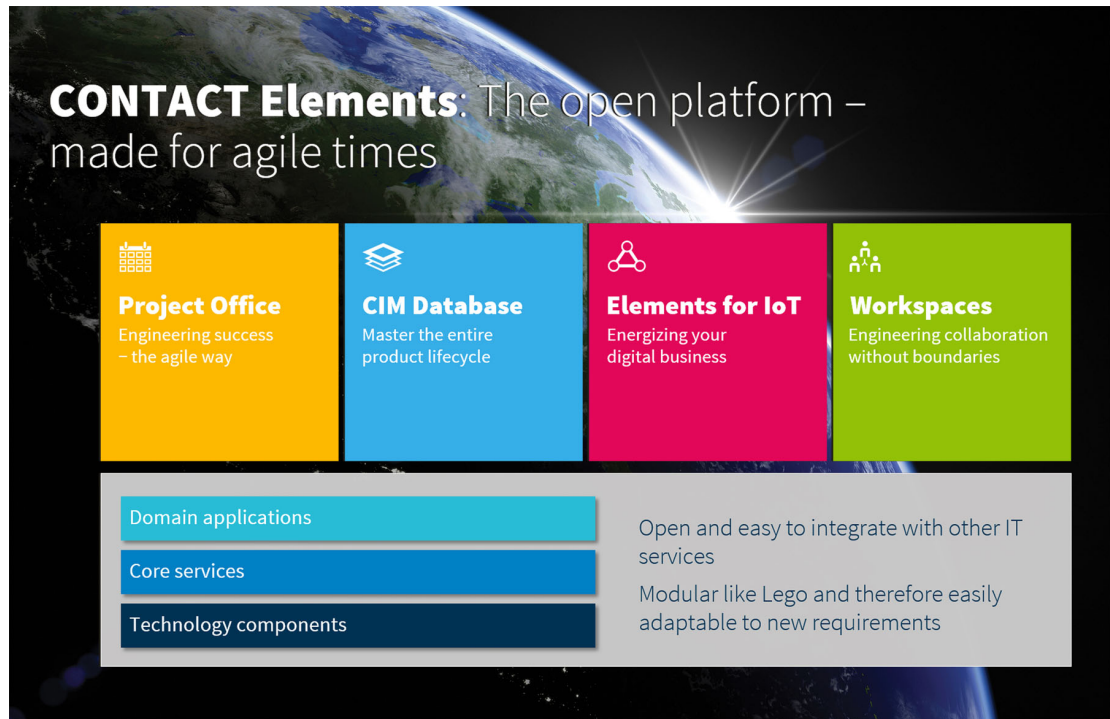 CONTACT Elements: The open platform –
made for agile times
Project Office
Engineering success
– the agile way
CIM Database
Master the entire
product lifecycle
Elements for IoT
Energizing your
digital business
Workspaces
Engineering collaboration
without boundaries
Domain applications
Core services
Technology components
Open and easy to integrate with other IT
services
Modular like Lego and therefore easily
adaptable to new requirements